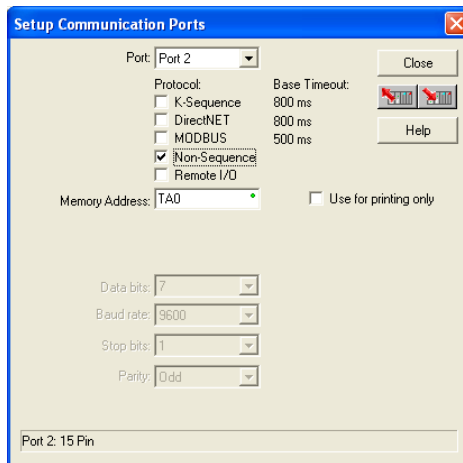 Setup Communication Ports
Port: Port 2
Close
Protocol: Base Timeout:
K-Sequence 800 ms
DirectNET 800 ms
MODBUS 500 ms
Help
Non-Sequence
Remote I/O
Memory Address: TA0
Use for printing only
Data bits: 7
Baud rate: 9600
Stop bits: 1
Parity: Odd
Port 2: 15 Pin